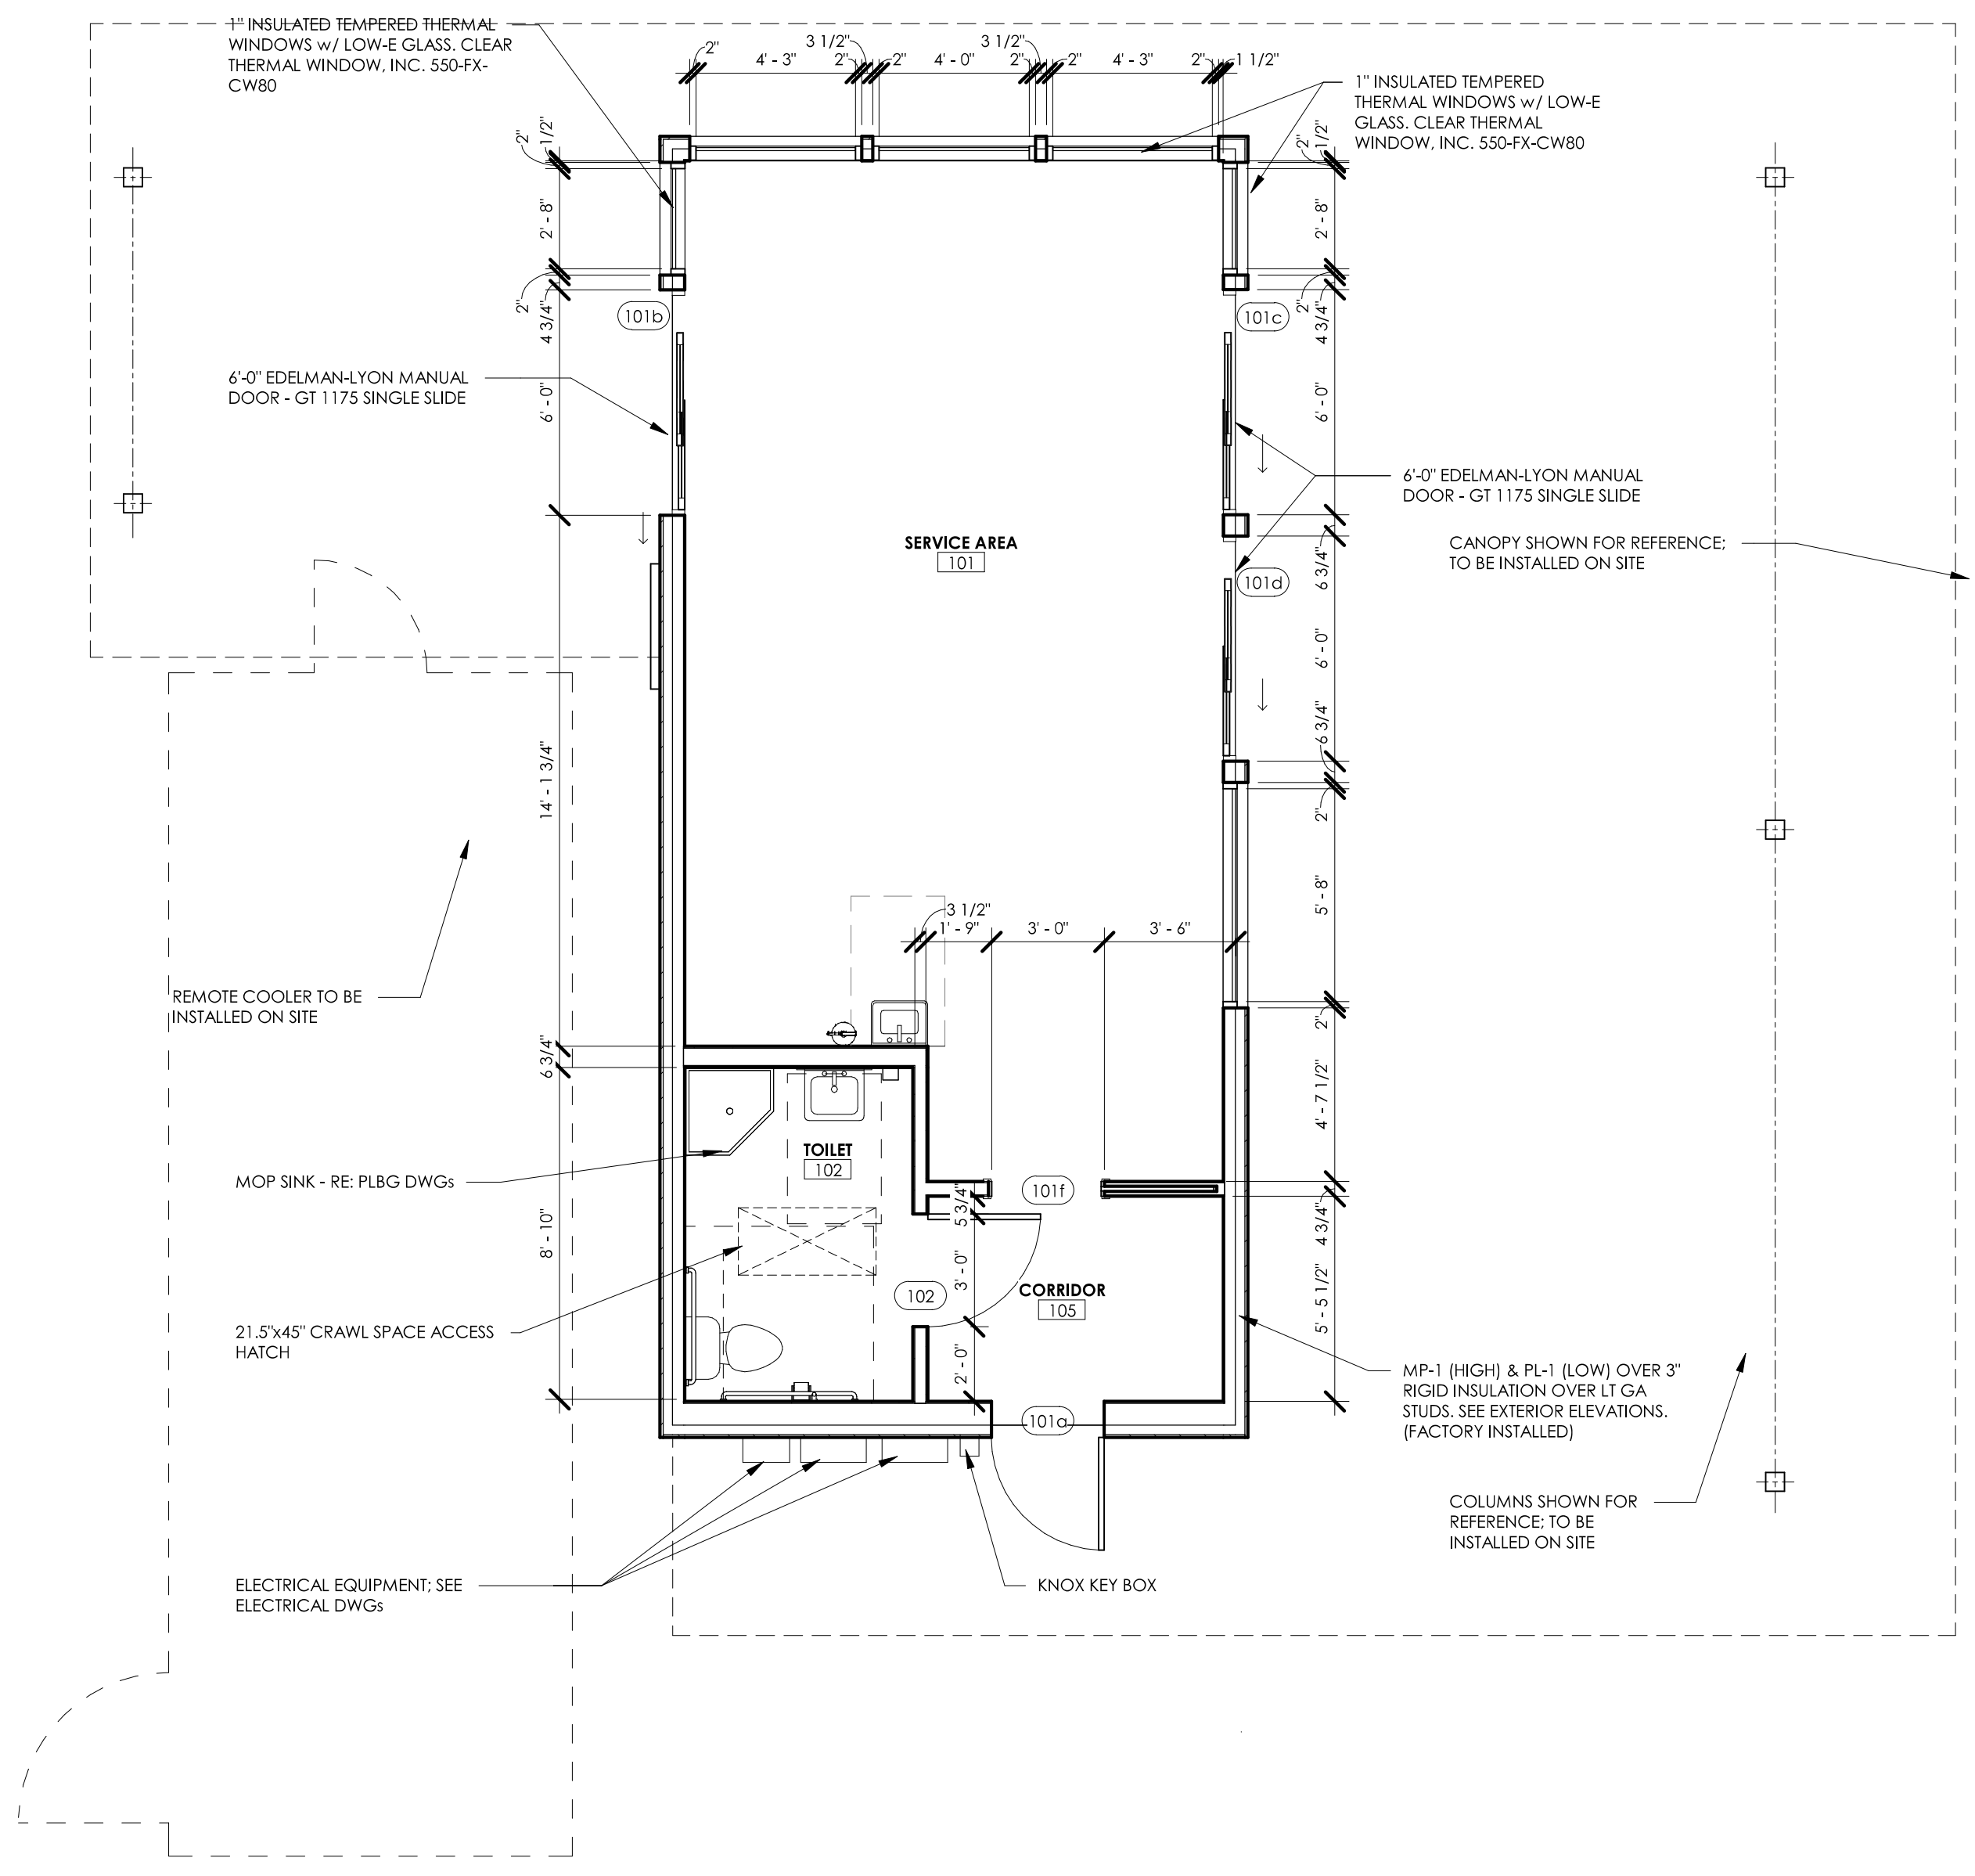 1" INSULATED TEMPERED THERMAL
WINDOWS w/ LOW-E GLASS. CLEAR
THERMAL WINDOW, INC. 550-FX-
CW80
2"
4' - 3"
3 1/2"
2"
2"
4' - 0"
3 1/2"
2"
2"
4' - 3"
2"
1 1/2"
1" INSULATED TEMPERED
THERMAL WINDOWS w/ LOW-E
GLASS. CLEAR THERMAL
WINDOW, INC. 550-FX-CW80
2"
1/2"
2' - 8"
2"
4 3/4"
6' - 0"
14' - 1 3/4"
6 3/4"
8' - 10"
2"
1/2"
2' - 8"
2"
4 3/4"
6' - 0"
6 3/4"
6' - 0"
6 3/4"
2"
5' - 8"
2"
4' - 7 1/2"
4 3/4"
5' - 5 1/2"
101b
101c
6'-0" EDELMAN-LYON MANUAL
DOOR - GT 1175 SINGLE SLIDE
6'-0" EDELMAN-LYON MANUAL
DOOR - GT 1175 SINGLE SLIDE
SERVICE AREA
101
101d
CANOPY SHOWN FOR REFERENCE;
TO BE INSTALLED ON SITE
3 1/2"
1' - 9"
3' - 0"
3' - 6"
REMOTE COOLER TO BE
INSTALLED ON SITE
MOP SINK - RE: PLBG DWGs
TOILET
102
101f
5 3/4"
3' - 0"
2' - 0"
102
CORRIDOR
105
21.5"x45" CRAWL SPACE ACCESS
HATCH
101a
MP-1 (HIGH) & PL-1 (LOW) OVER 3"
RIGID INSULATION OVER LT GA
STUDS. SEE EXTERIOR ELEVATIONS.
(FACTORY INSTALLED)
COLUMNS SHOWN FOR
REFERENCE; TO BE
INSTALLED ON SITE
ELECTRICAL EQUIPMENT; SEE
ELECTRICAL DWGs
KNOX KEY BOX